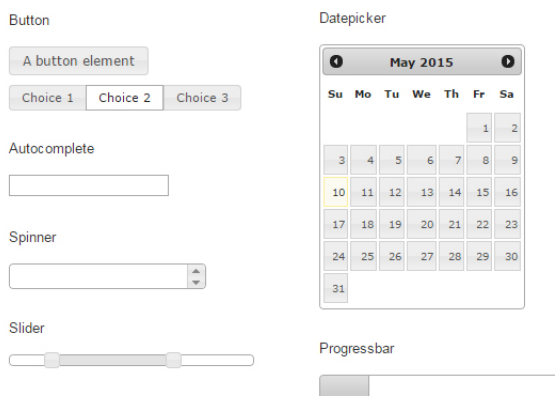 Button
A button element
Choice 1 Choice 2 Choice 3
Autocomplete
Spinner
Slider
Datepicker
May 2015
Su Mo Tu We Th Fr Sa
1 2
3 4 5 6 7 8 9
10 11 12 13 14 15 16
17 18 19 20 21 22 23
24 25 26 27 28 29 30
31
Progressbar